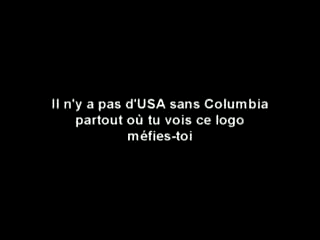 Il n'y a pas d'USA sans Columbia
partout où tu vois ce logo
méfies-toi